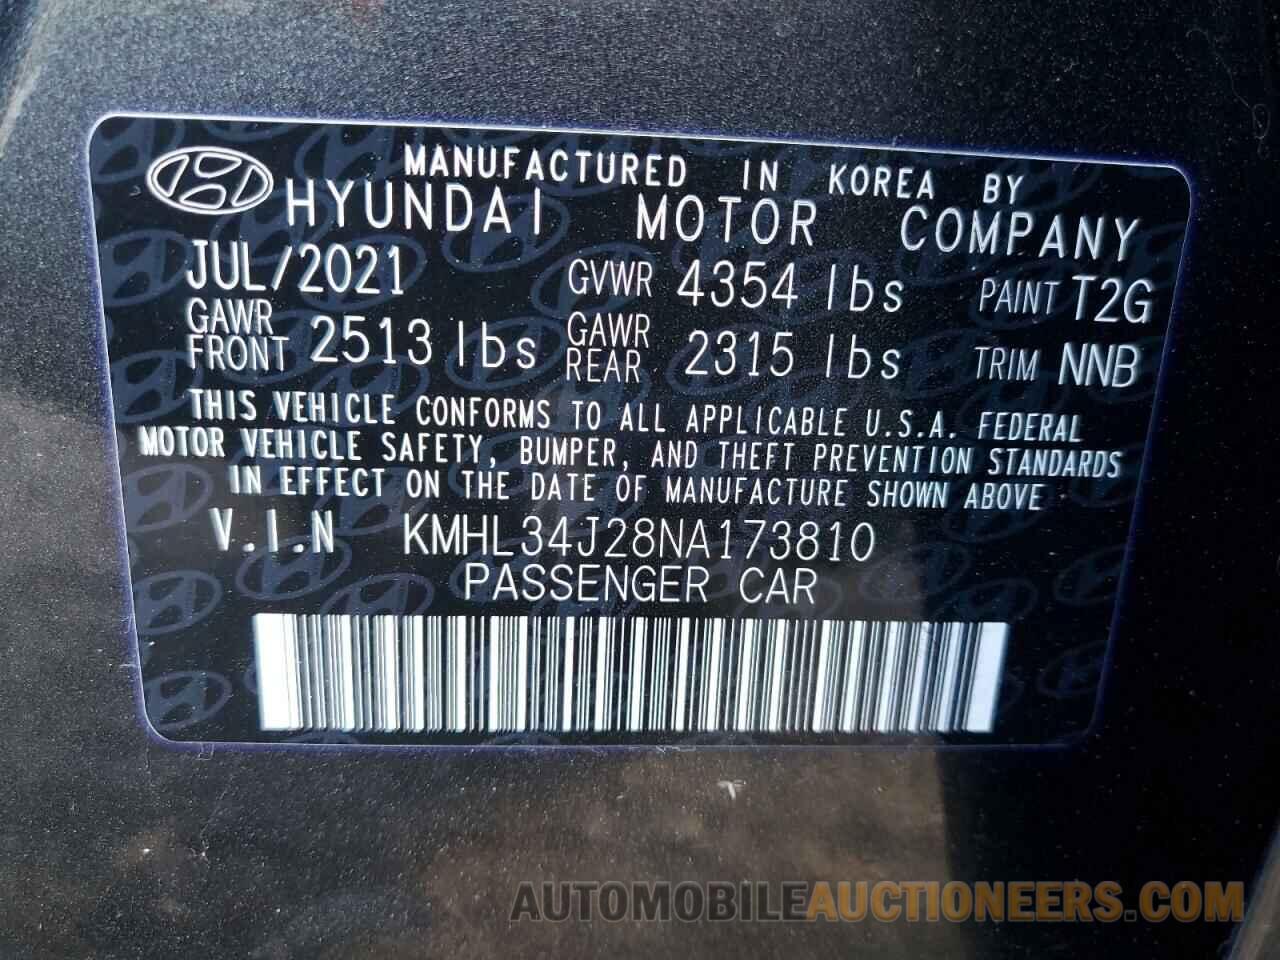 MANUFACTURED IN KOREA BY
HYUNDAI MOTOR COMPANY
JUL/2021 GVWR 4354 lbs PAINT T2G
GAWR FRONT 2513 lbs GAWR REAR 2315 lbs TRIM NNB
THIS VEHICLE CONFORMS TO ALL APPLICABLE U.S.A. FEDERAL
MOTOR VEHICLE SAFETY, BUMPER, AND THEFT PREVENTION STANDARDS
IN EFFECT ON THE DATE OF MANUFACTURE SHOWN ABOVE
V.I.N KMHL34J28NA173810
PASSENGER CAR
AUTOMOBILEAUCTIONEERS.COM